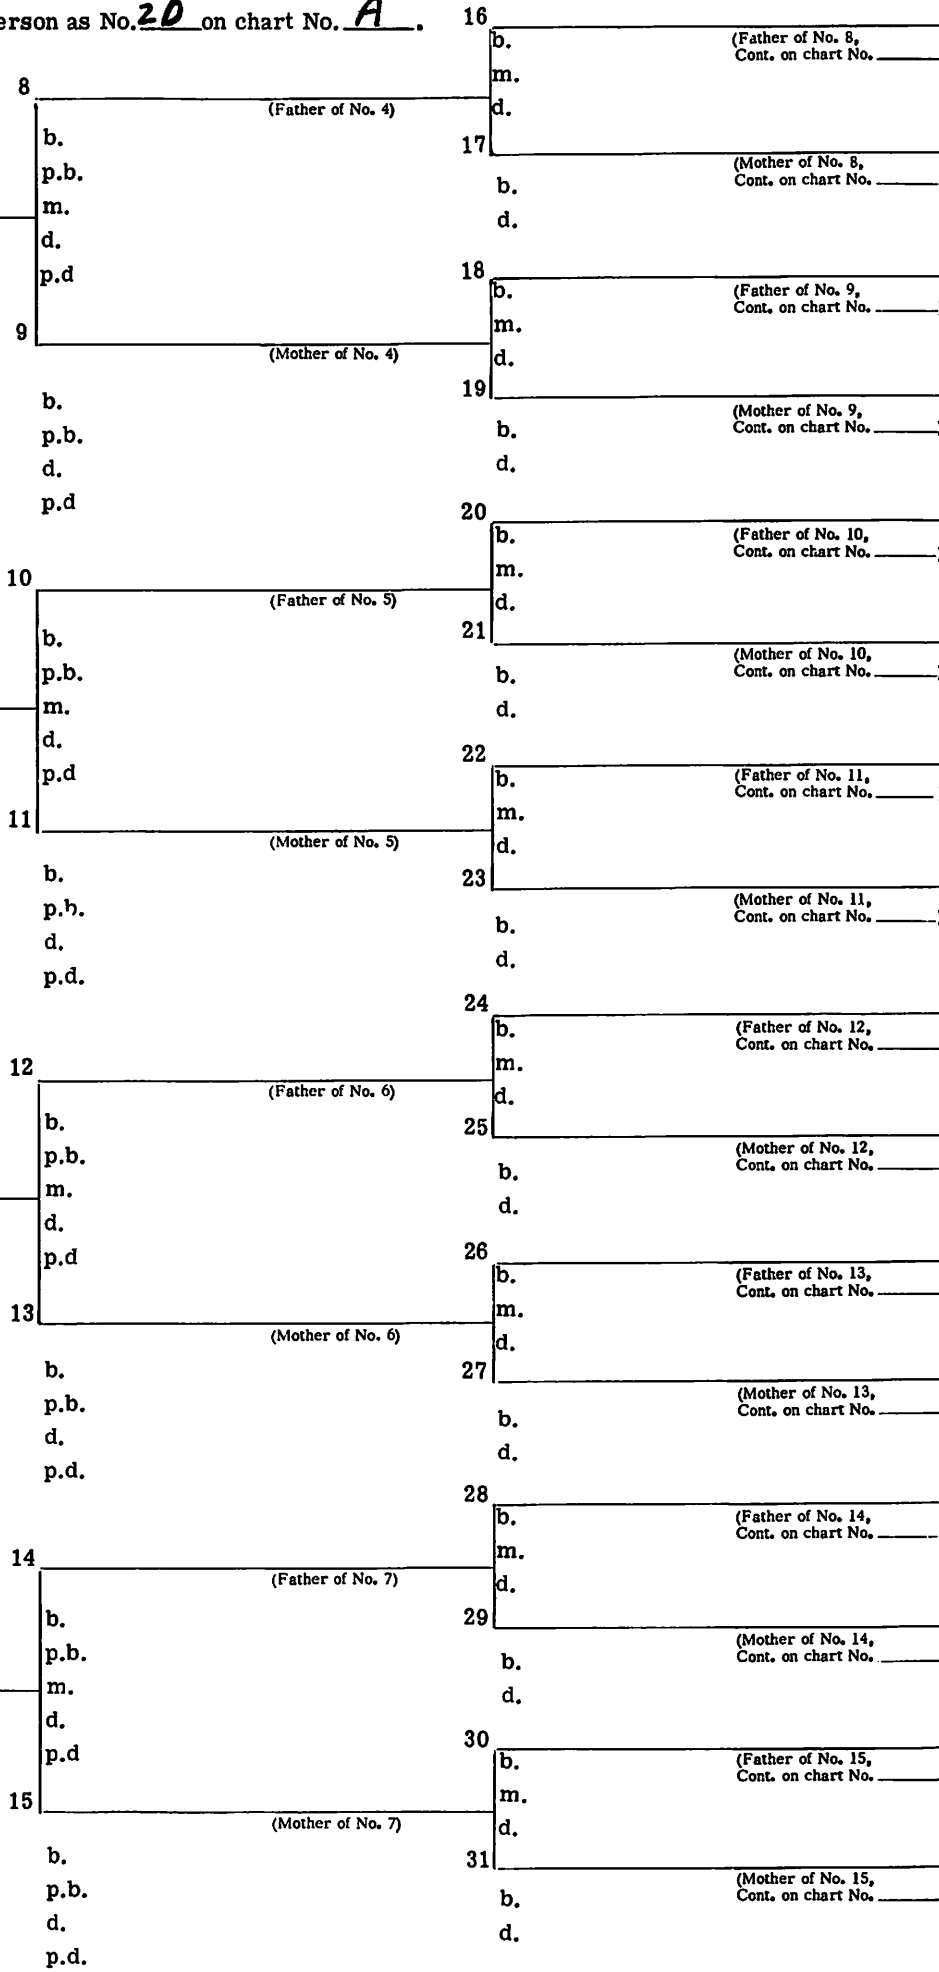 erson as No. 20 on chart No. A .
8
(Father of No. 4)
b.
p.b.
m.
d.
p.d
9
(Mother of No. 4)
b.
p.b.
d.
p.d
10
(Father of No. 5)
b.
p.b.
m.
d.
p.d
11
(Mother of No. 5)
b.
p.b.
d.
p.d.
12
(Father of No. 6)
b.
p.b.
m.
d.
p.d
13
(Mother of No. 6)
b.
p.b.
d.
p.d.
14
(Father of No. 7)
b.
p.b.
m.
d.
p.d
15
(Mother of No. 7)
b.
p.b.
d.
p.d.
16
b.
(Father of No. 8,
Cont. on chart No.
m.
d.
17
(Mother of No. 8,
Cont. on chart No.
b.
d.
18
b.
(Father of No. 9,
Cont. on chart No.
m.
d.
19
(Mother of No. 9,
Cont. on chart No.
b.
d.
20
b.
(Father of No. 10,
Cont. on chart No.
m.
d.
21
(Mother of No. 10,
Cont. on chart No.
b.
d.
22
b.
(Father of No. 11,
Cont. on chart No.
m.
d.
23
(Mother of No. 11,
Cont. on chart No.
b.
d.
24
b.
(Father of No. 12,
Cont. on chart No.
m.
d.
25
(Mother of No. 12,
Cont. on chart No.
b.
d.
26
b.
(Father of No. 13,
Cont. on chart No.
m.
d.
27
(Mother of No. 13,
Cont. on chart No.
b.
d.
28
b.
(Father of No. 14,
Cont. on chart No.
m.
d.
29
(Mother of No. 14,
Cont. on chart No.
b.
d.
30
b.
(Father of No. 15,
Cont. on chart No.
m.
d.
31
(Mother of No. 15,
Cont. on chart No.
b.
d.